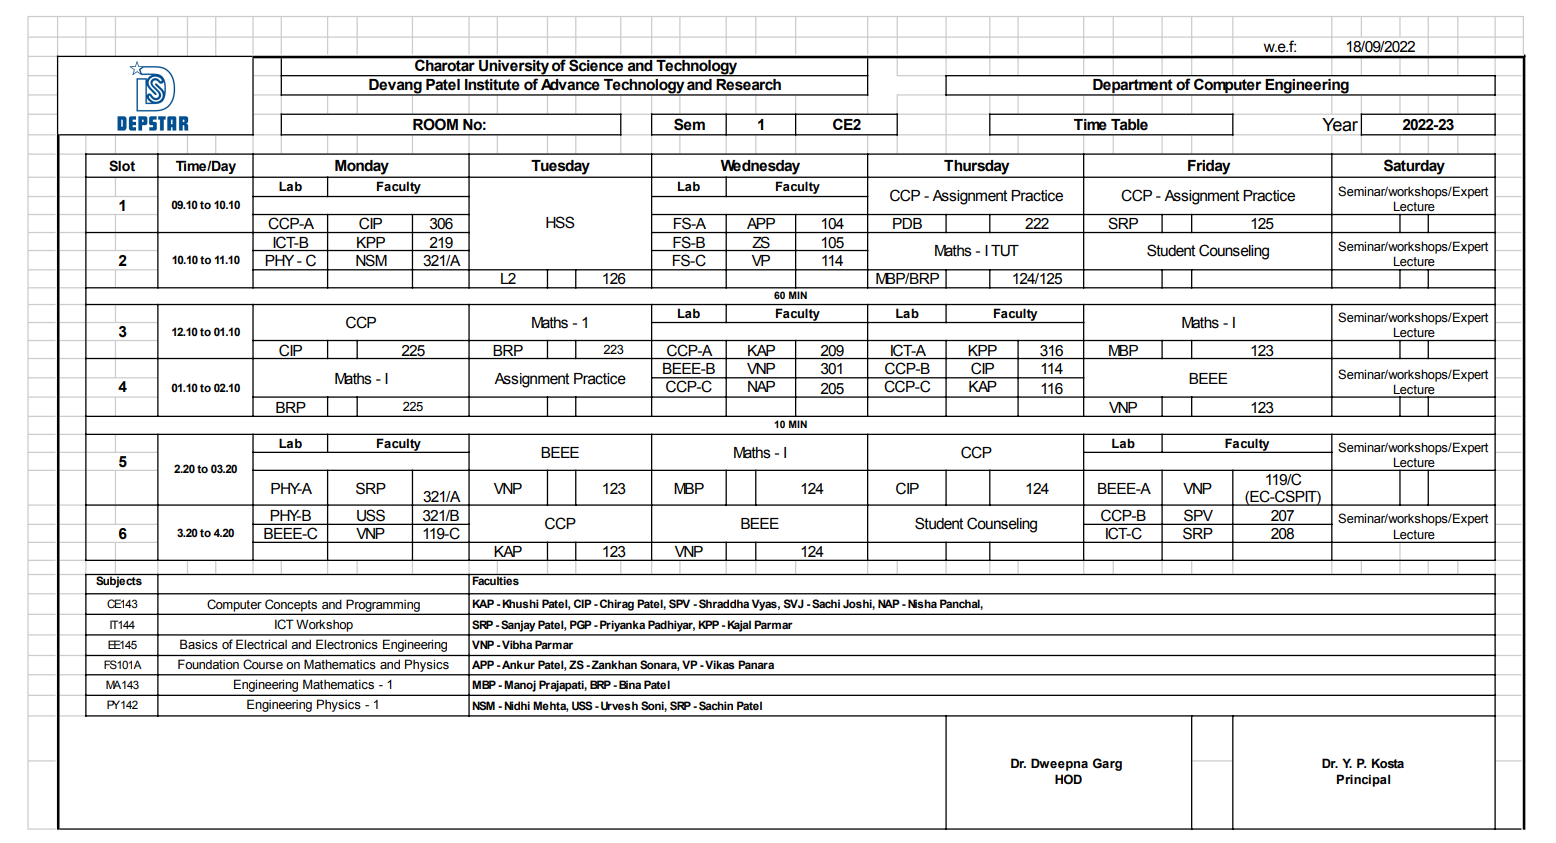 w.e.f: 18/09/2022
Charotar University of Science and Technology
Devang Patel Institute of Advance Technology and Research Department of Computer Engineering
DEPSTAR
ROOM No: Sem 1 CE2 Time Table Year 2022-23
Slot Time/Day Monday Tuesday Wednesday Thursday Friday Saturday
1 09.10 to 10.10 Lab Faculty HSS Lab Faculty CCP - Assignment Practice CCP - Assignment Practice Seminar/workshops/Expert Lecture
CCP-A CIP 306 FS-A APP 104 PDB 222 SRP 125
2 10.10 to 11.10 ICT-B KPP 219 FS-B ZS 105 Maths - I TUT Student Counseling Seminar/workshops/Expert Lecture
PHY - C NSM 321/A FS-C VP 114
L2 126 MBP/BRP 124/125
60 MIN
3 12.10 to 01.10 CCP Maths - 1 Lab Faculty Lab Faculty Maths - I Seminar/workshops/Expert Lecture
CIP 225 BRP 223 CCP-A KAP 209 ICT-A KPP 316 MBP 123
4 01.10 to 02.10 Maths - I Assignment Practice BEEE-B VNP 301 CCP-B CIP 114 BEEE Seminar/workshops/Expert Lecture
CCP-C NAP 205 CCP-C KAP 116
BRP 225 VNP 123
10 MIN
5 2.20 to 03.20 Lab Faculty BEEE Maths - I CCP Lab Faculty Seminar/workshops/Expert Lecture
PHY-A SRP 321/A VNP 123 MBP 124 CIP 124 BEEE-A VNP 119/C (EC-CSPIT)
6 3.20 to 4.20 PHY-B USS 321/B CCP BEEE Student Counseling CCP-B SPV 207 Seminar/workshops/Expert Lecture
BEEE-C VNP 119-C ICT-C SRP 208
KAP 123 VNP 124
Subjects Faculties
CE143 Computer Concepts and Programming KAP - Khushi Patel, CIP - Chirag Patel, SPV - Shraddha Vyas, SVJ - Sachi Joshi, NAP - Nisha Panchal,
IT144 ICT Workshop SRP - Sanjay Patel, PGP - Priyanka Padhiyar, KPP - Kajal Parmar
EE145 Basics of Electrical and Electronics Engineering VNP - Vibha Parmar
FS101A Foundation Course on Mathematics and Physics APP - Ankur Patel, ZS - Zankhan Sonara, VP - Vikas Panara
MA143 Engineering Mathematics - 1 MBP - Manoj Prajapati, BRP - Bina Patel
PY142 Engineering Physics - 1 NSM - Nidhi Mehta, USS - Urvesh Soni, SRP - Sachin Patel
Dr. Dweepna Garg Dr. Y. P. Kosta
HOD Principal